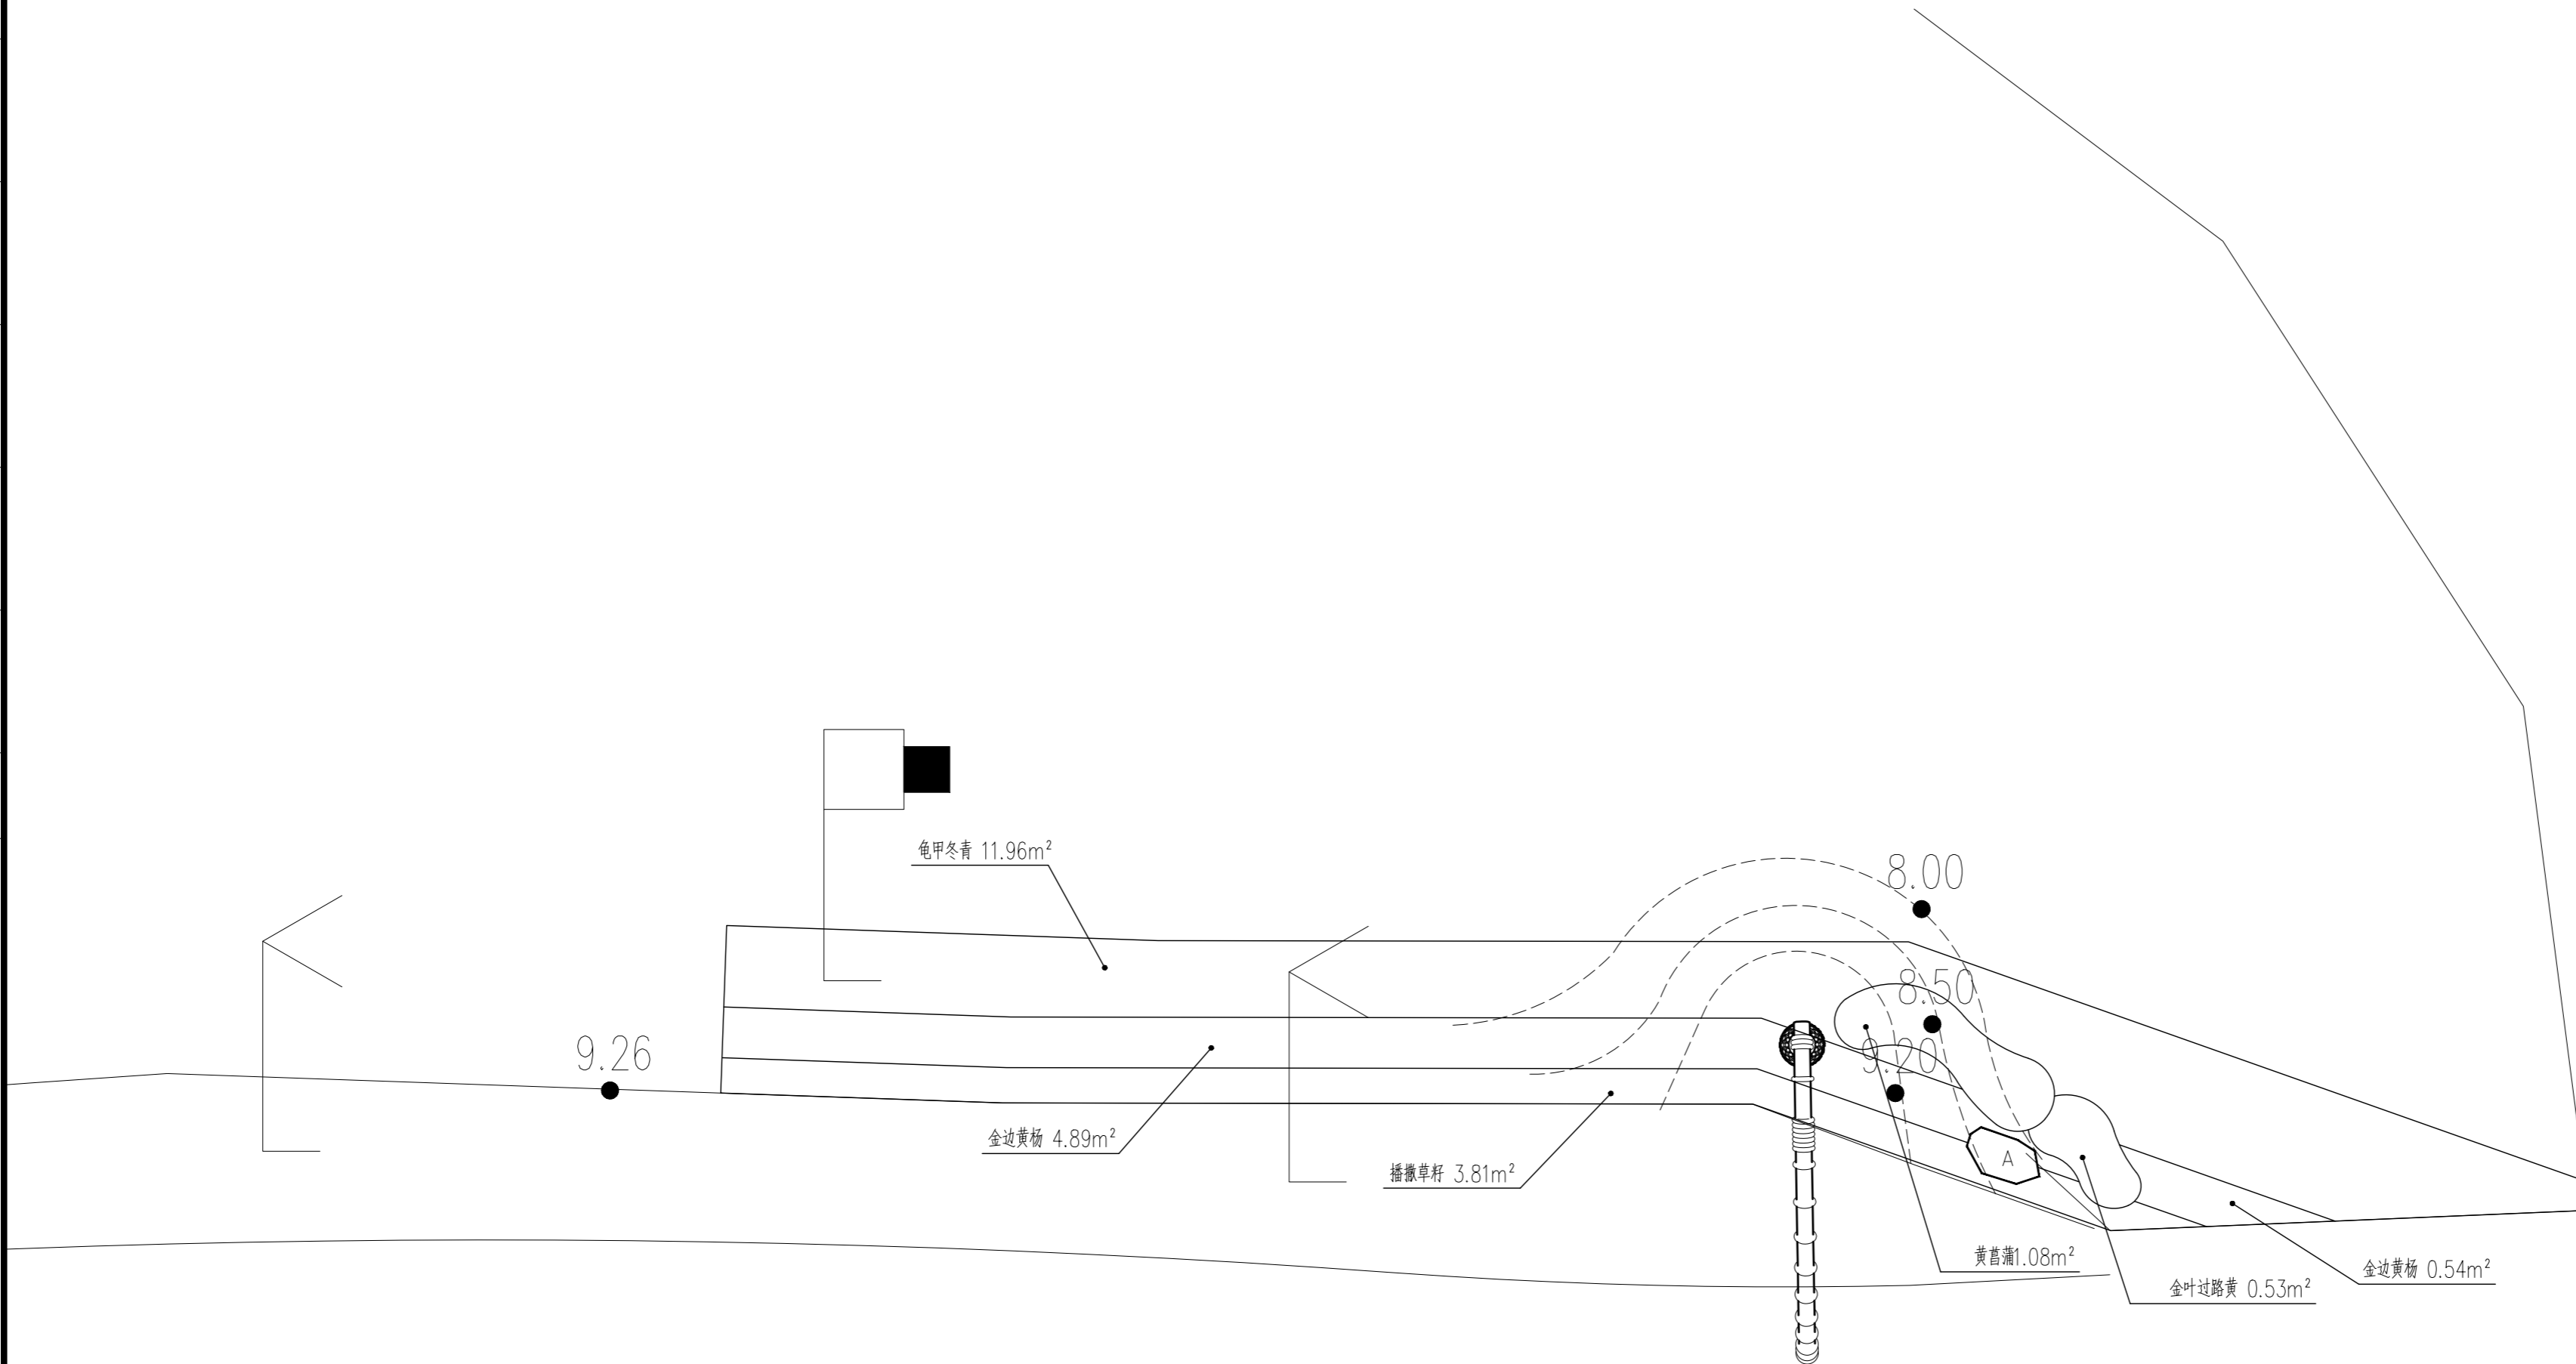 龟甲冬青 11.96m²
8.00
8.50
9.26
9.20
金边黄杨 4.89m²
播撒草籽 3.81m²
A
黄菖蒲1.08m²
金叶过路黄 0.53m²
金边黄杨 0.54m²